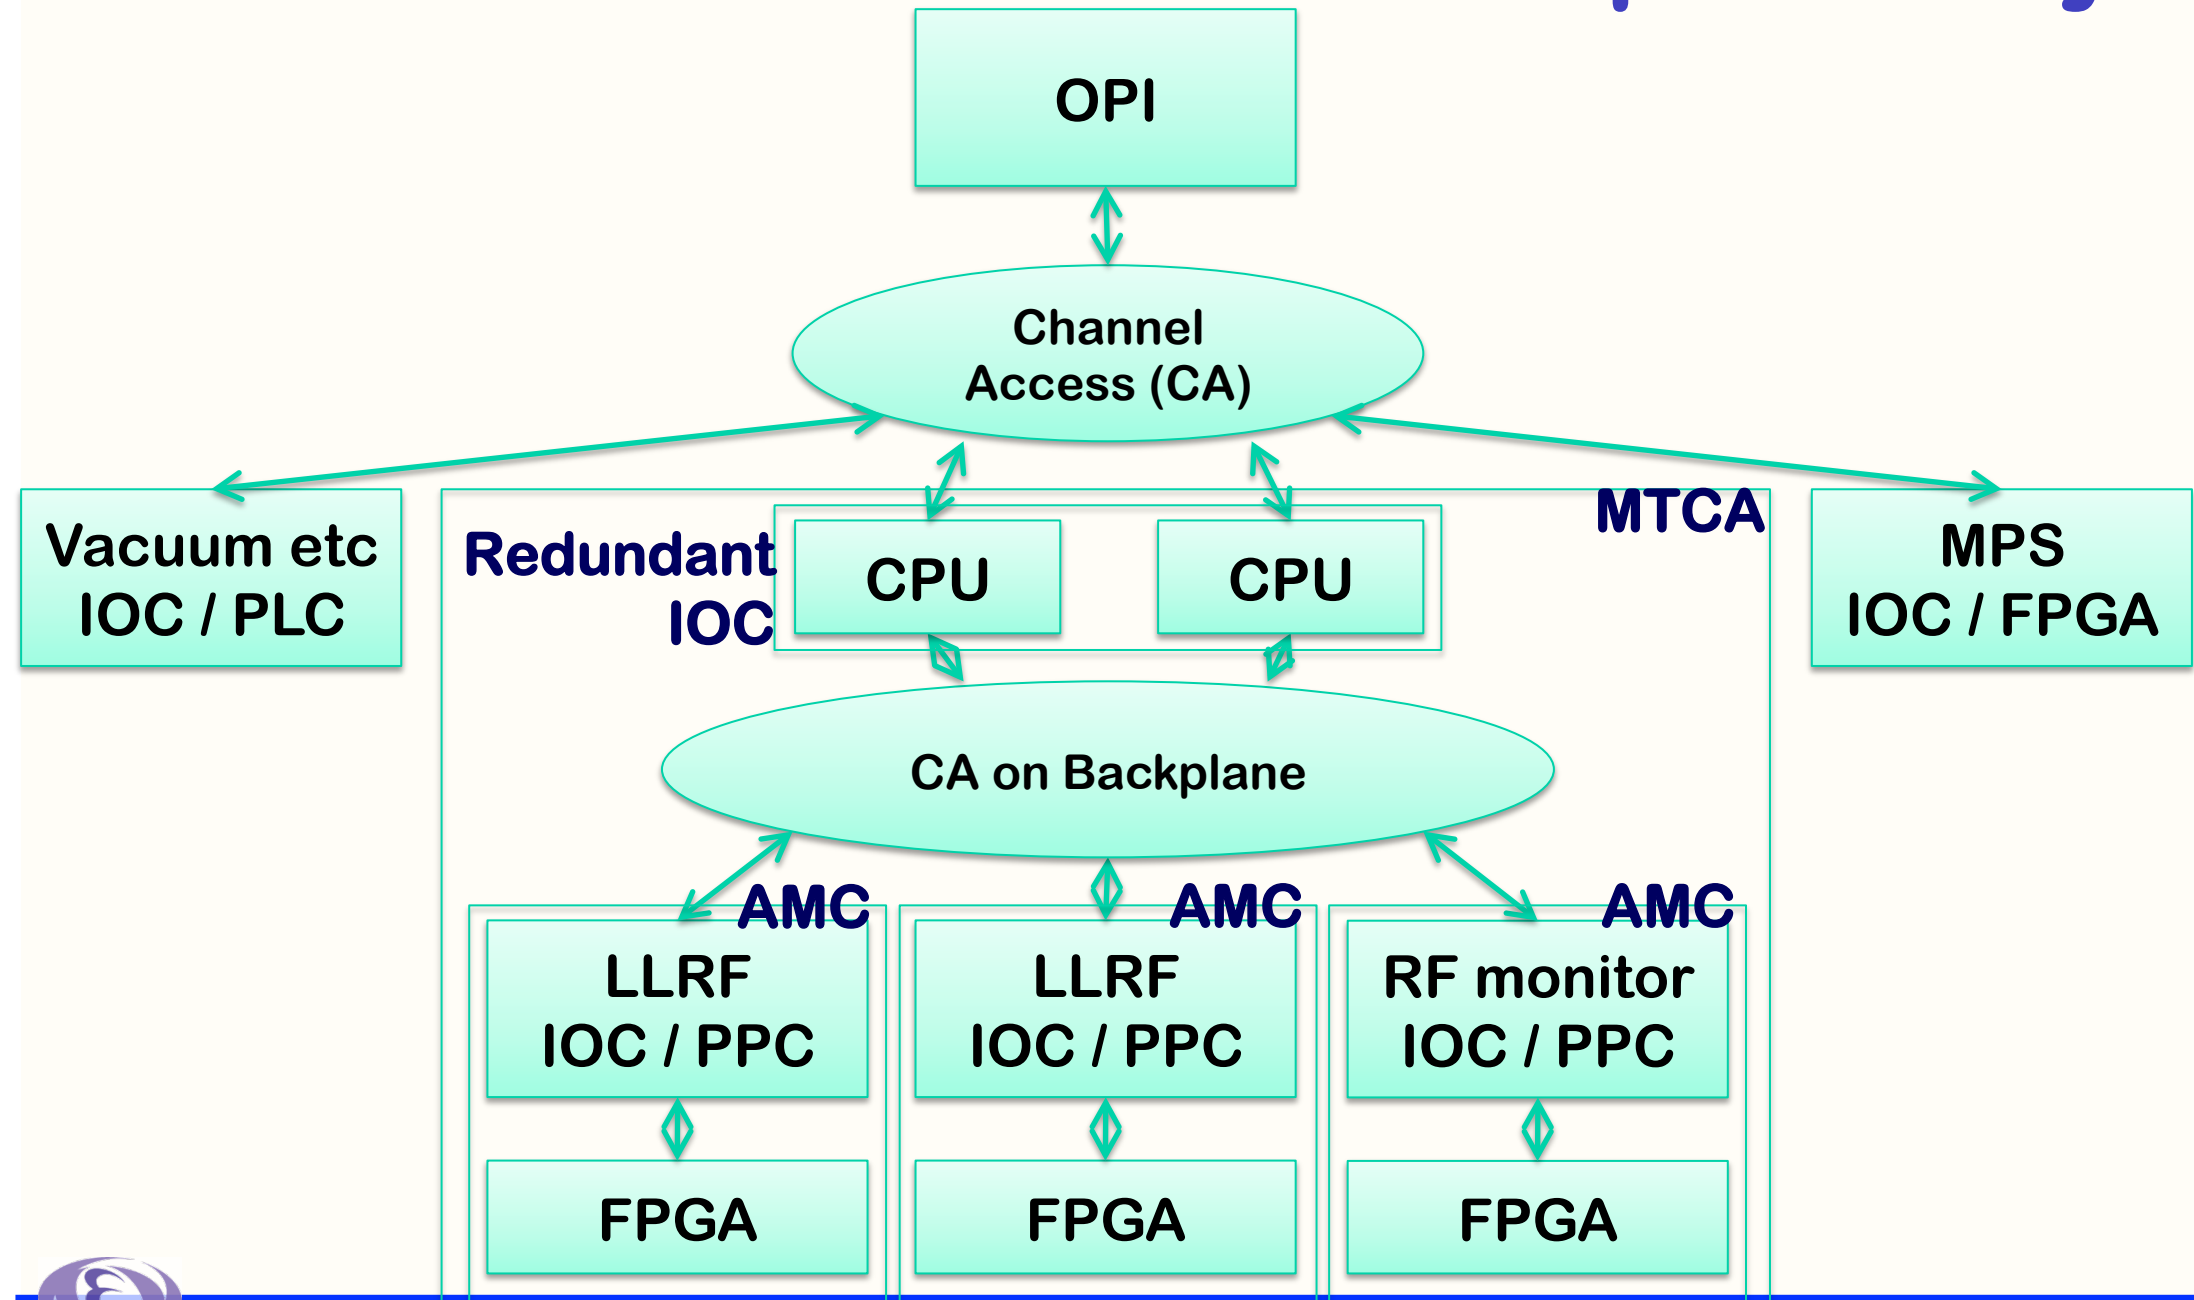 OPI
Channel
Access (CA)
Vacuum etc
IOC / PLC
Redundant
IOC
CPU
CPU
MTCA
MPS
IOC / FPGA
CA on Backplane
AMC
LLRF
IOC / PPC
FPGA
AMC
LLRF
IOC / PPC
FPGA
AMC
RF monitor
IOC / PPC
FPGA